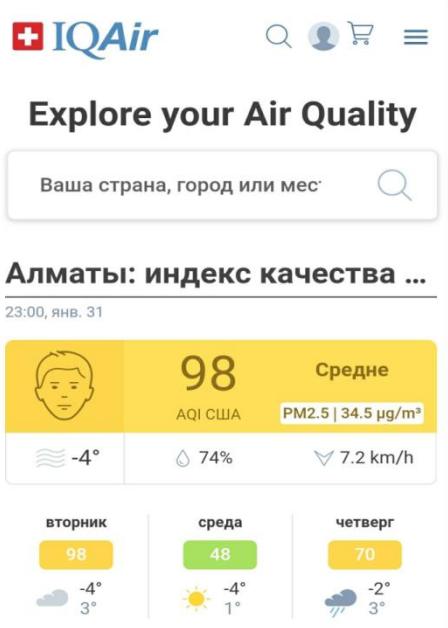 IQAir
Explore your Air Quality
Ваша страна, город или мес
Алматы: индекс качества ...
23:00, янв. 31
98
Средне
AQI США
PM2.5 | 34.5 µg/m³
-4°
74%
7.2 km/h
вторник
среда
четверг
98
48
70
-4°
-4°
-2°
3°
1°
3°